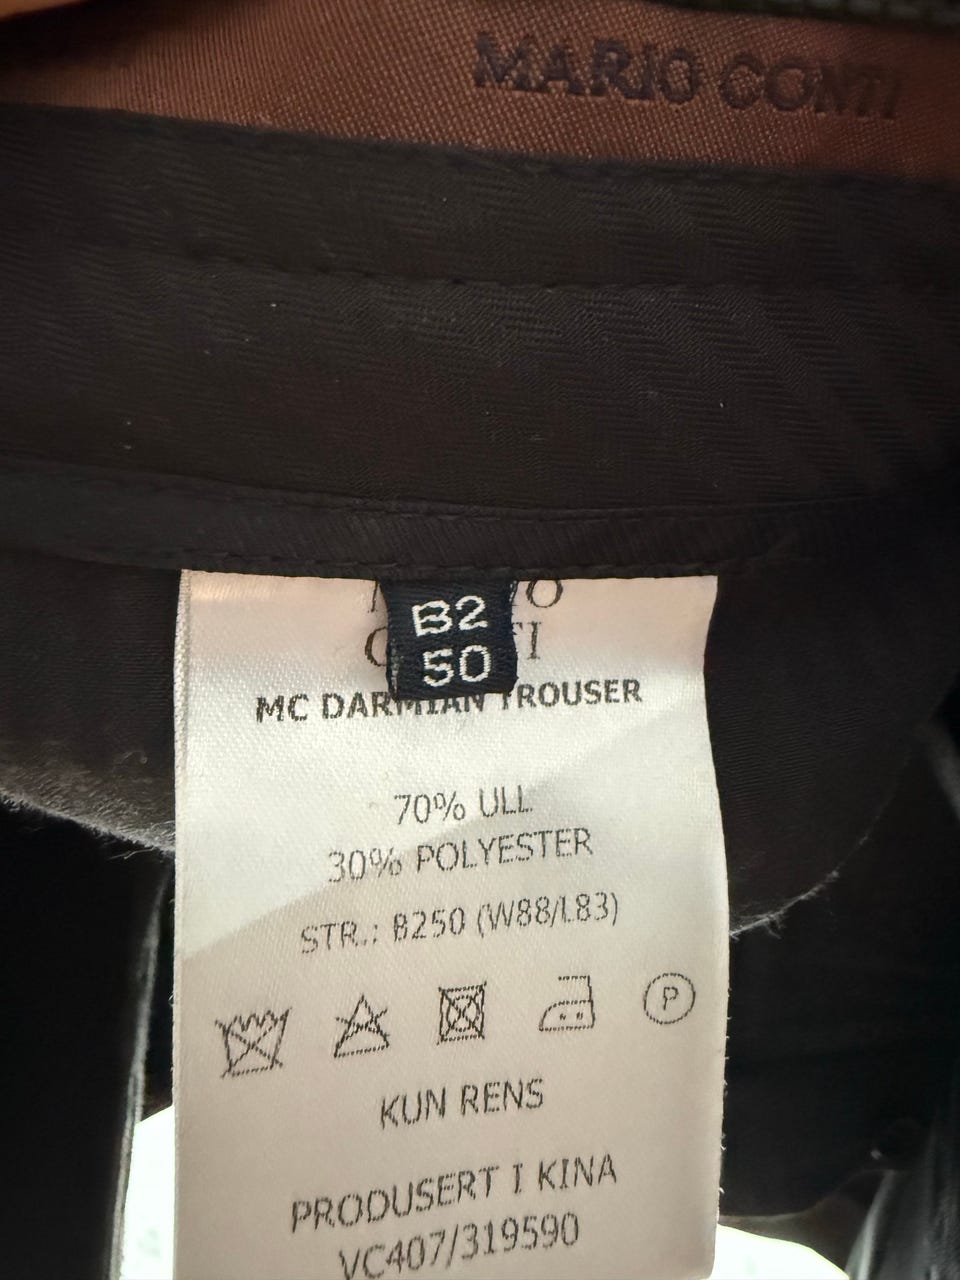 MARIO CONTI
B2
50
MC DARMIAN TROUSER
70% ULL
30% POLYESTER
STR.: B250 (W88/L83)
P
KUN RENS
PRODUSERT I KINA
VC407/319590